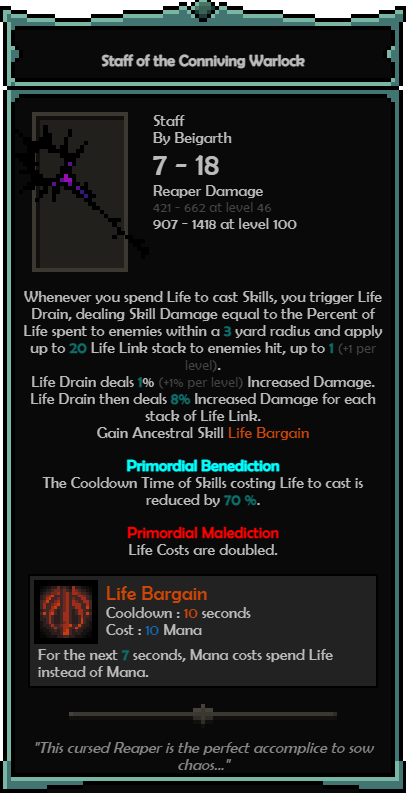 Staff of the Conniving Warlock
Staff
By Beigarth
7 - 18
Reaper Damage
421 - 662 at level 46
907 - 1418 at level 100
Whenever you spend Life to cast Skills, you trigger Life
Drain, dealing Skill Damage equal to the Percent of
Life spent to enemies within a 3 yard radius and apply
up to 20 Life Link stack to enemies hit, up to 1 (+1 per
level).
Life Drain deals 1% (+1% per level) Increased Damage.
Life Drain then deals 8% Increased Damage for each
stack of Life Link.
Gain Ancestral Skill Life Bargain
Primordial Benediction
The Cooldown Time of Skills costing Life to cast is
reduced by 70 %.
Primordial Malediction
Life Costs are doubled.
Life Bargain
Cooldown : 10 seconds
Cost : 10 Mana
For the next 7 seconds, Mana costs spend Life
instead of Mana.
"This cursed Reaper is the perfect accomplice to sow
chaos..."